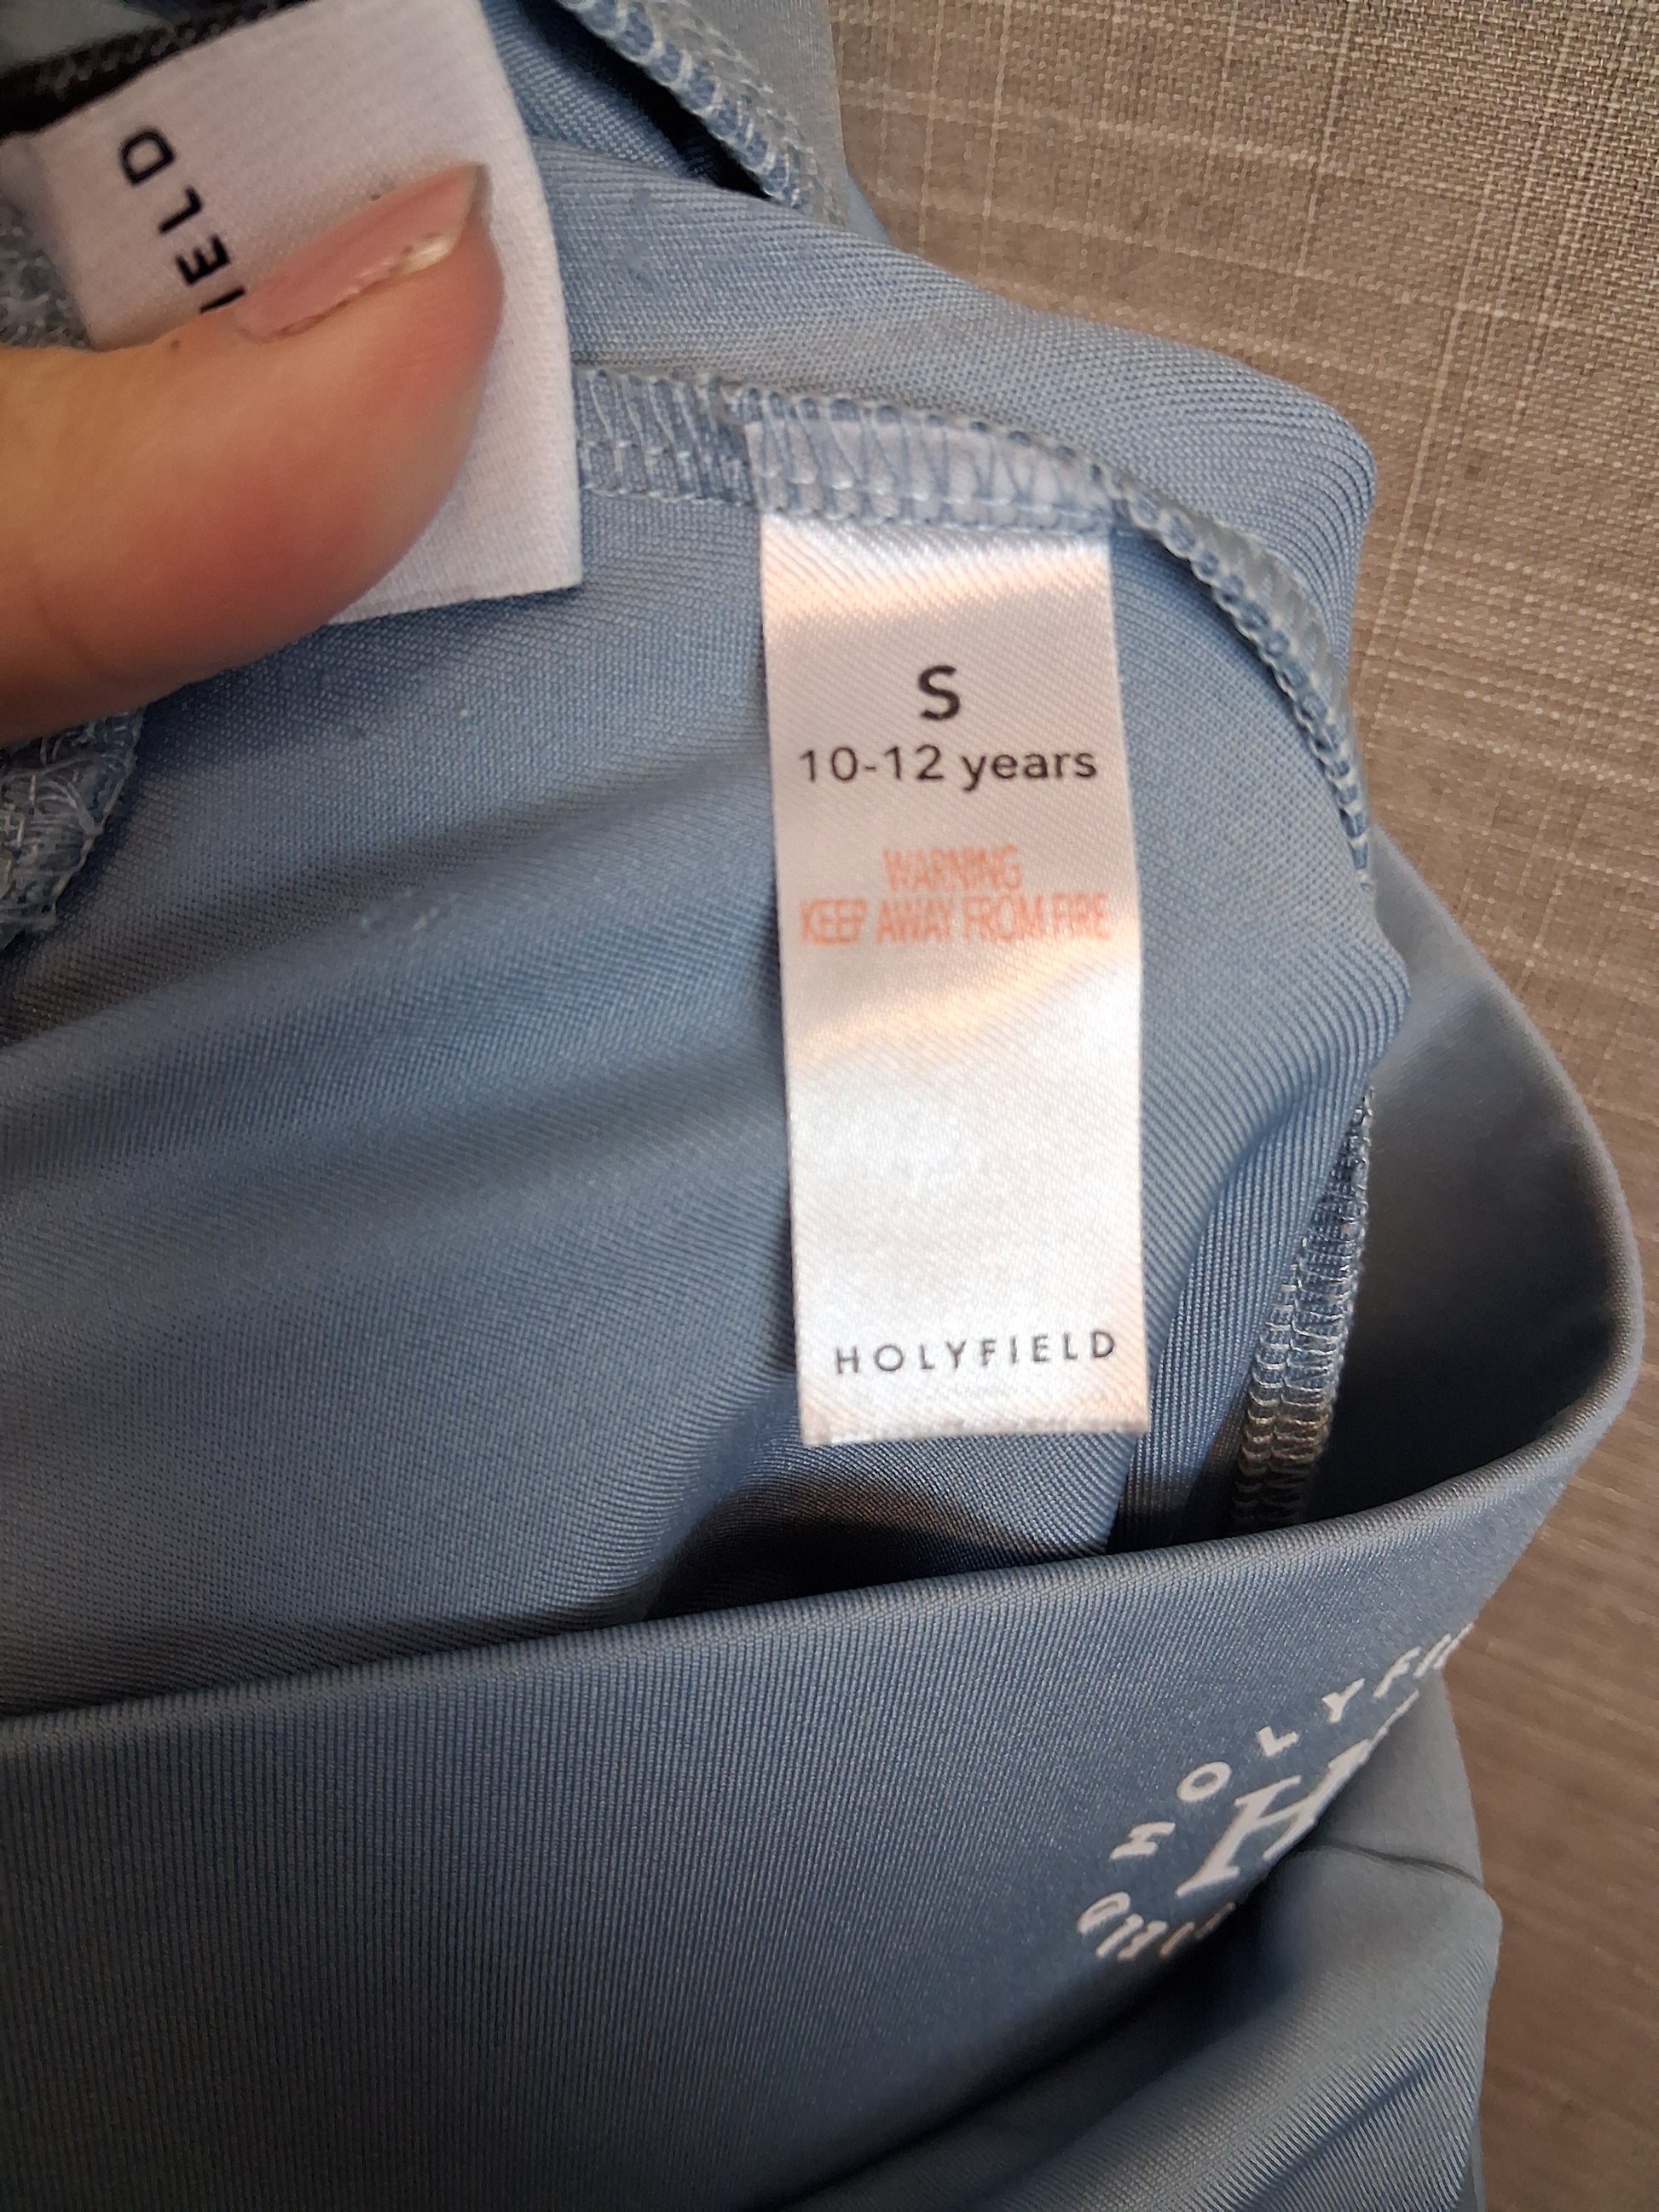 IELD
S
10-12 years
WARNING
KEEP AWAY FROM FIRE
HOLYFIELD
HOLYFI
H